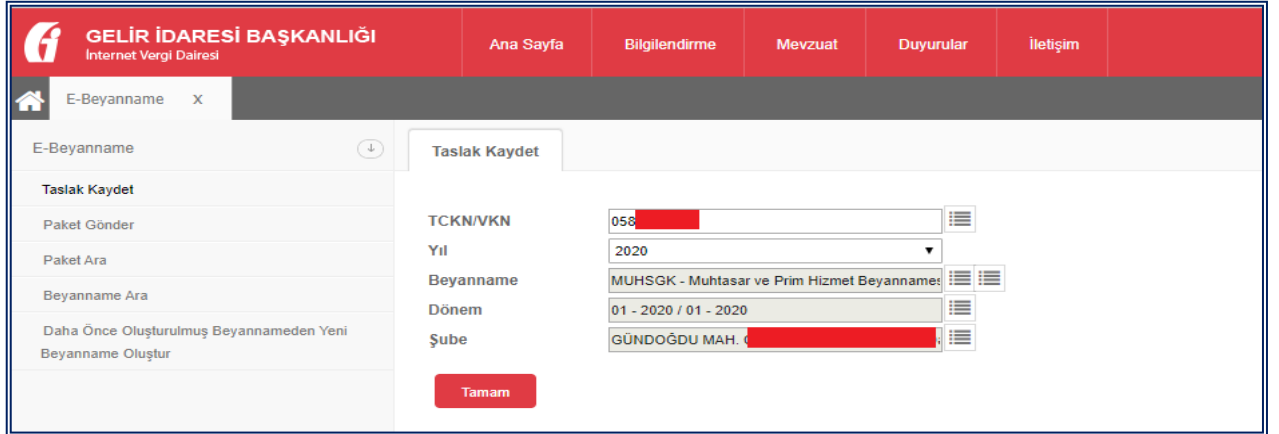 GELİR İDARESİ BAŞKANLIĞI
İnternet Vergi Dairesi
Ana Sayfa
Bilgilendirme
Mevzuat
Duyurular
İletişim
E-Beyanname X
E-Beyanname
Taslak Kaydet
Paket Gönder
Paket Ara
Beyanname Ara
Daha Önce Oluşturulmuş Beyannameden Yeni
Beyanname Oluştur
Taslak Kaydet
TCKN/VKN 058
Yıl 2020
Beyanname MUHSGK - Muhtasar ve Prim Hizmet Beyannames
Dönem 01 - 2020 / 01 - 2020
Şube GÜNDOĞDU MAH.
Tamam